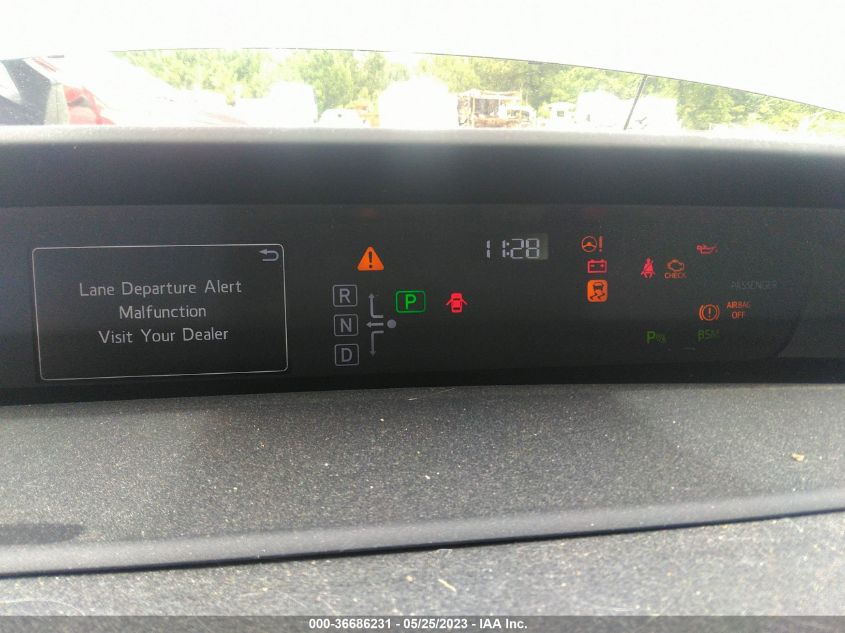 Lane Departure Alert
Malfunction
Visit Your Dealer
R
N
D
P
11:28
CHECK
PASSENGER
AIRBAG
OFF
P
BSM
000-36686231 - 05/25/2023 - IAA Inc.